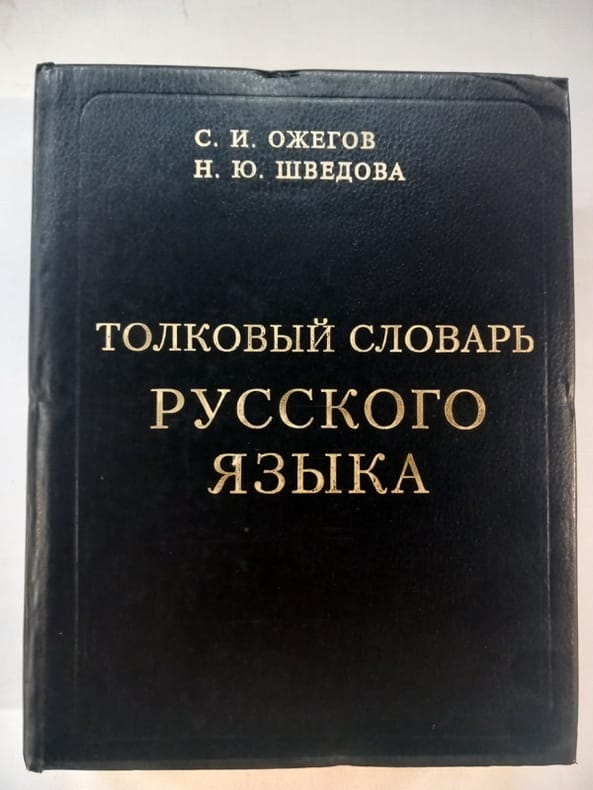 С. И. ОЖЕГОВ
Н. Ю. ШВЕДОВА
ТОЛКОВЫЙ СЛОВАРЬ
РУССКОГО
ЯЗЫКА